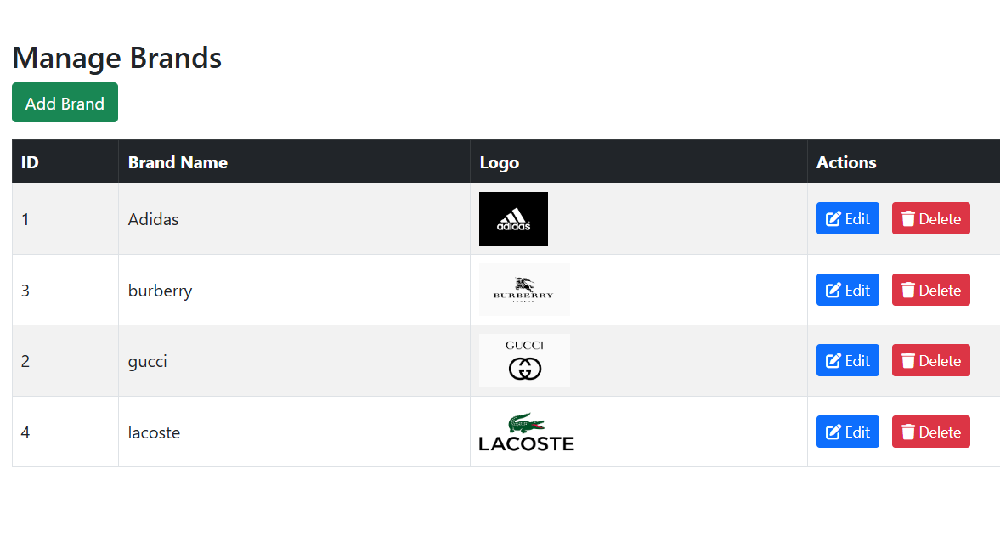 Manage Brands
Add Brand
ID Brand Name Logo Actions
1 Adidas adidas Edit Delete
3 burberry BURBERRY Edit Delete
2 gucci GUCCI Edit Delete
4 lacoste LACOSTE Edit Delete